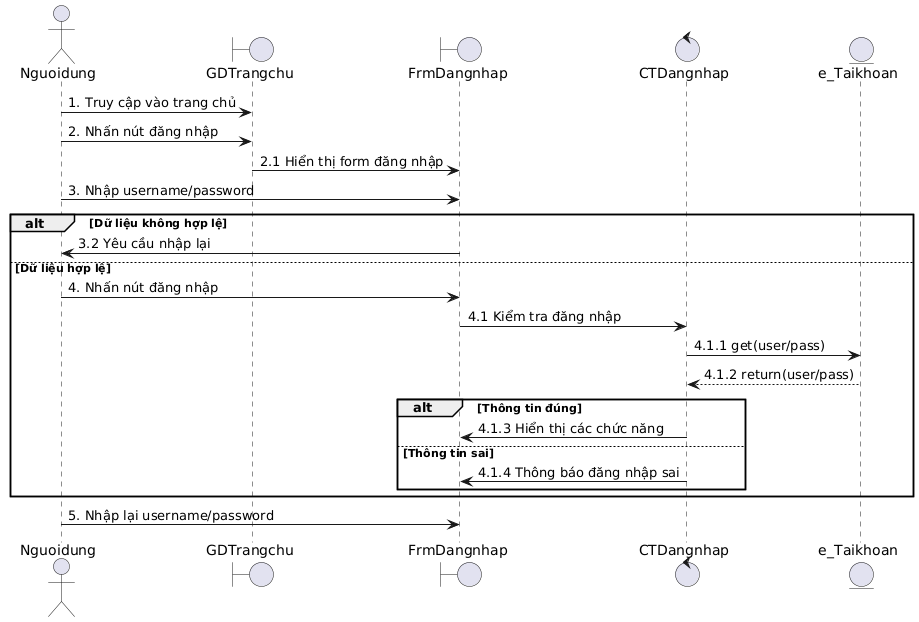 Nguoidung GDTrangchu FrmDangnhap CTDangnhap e_Taikhoan
1. Truy cập vào trang chủ
2. Nhấn nút đăng nhập
2.1 Hiển thị form đăng nhập
3. Nhập username/password
alt [Dữ liệu không hợp lệ]
3.2 Yêu cầu nhập lại
[Dữ liệu hợp lệ]
4. Nhấn nút đăng nhập
4.1 Kiểm tra đăng nhập
4.1.1 get(user/pass)
4.1.2 return(user/pass)
alt [Thông tin đúng]
4.1.3 Hiển thị các chức năng
[Thông tin sai]
4.1.4 Thông báo đăng nhập sai
5. Nhập lại username/password
Nguoidung GDTrangchu FrmDangnhap CTDangnhap e_Taikhoan